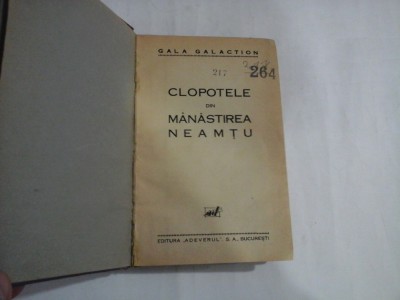 GALA GALACTION
217
264
CLOPOTELE
DIN
MÂNĂSTIREA
NEAMȚU
EDITURA „ADEVERUL” S. A., BUCUREȘTI